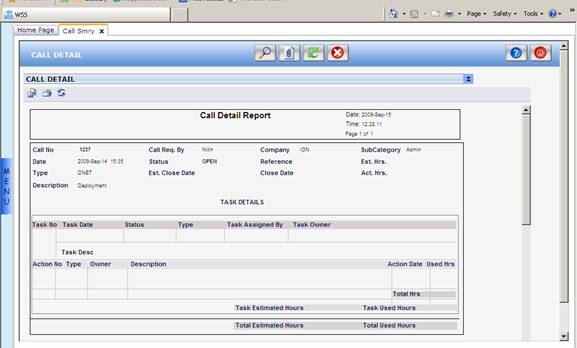 WSS
Page
Safety
Tools
Home Page
Call Smry X
CALL DETAIL
CALL DETAIL
MENU
Call Detail Report
Date: 2009-Sep-15
Time: 12:28:11
Page 1 of 1
Call No 1237 Call Req. By Nitin Company ION SubCategory Admin
Date 2009-Sep-14 15:35 Status OPEN Reference Est. Hrs.
Type DNET Est. Close Date Close Date Act. Hrs.
Description Deployment
TASK DETAILS
Task No Task Date Status Type Task Assigned By Task Owner
Task Desc
Action No Type Owner Description Action Date Used Hrs
Total Hrs
Task Estimated Hours Task Used Hours
Total Estimated Hours Total Used Hours